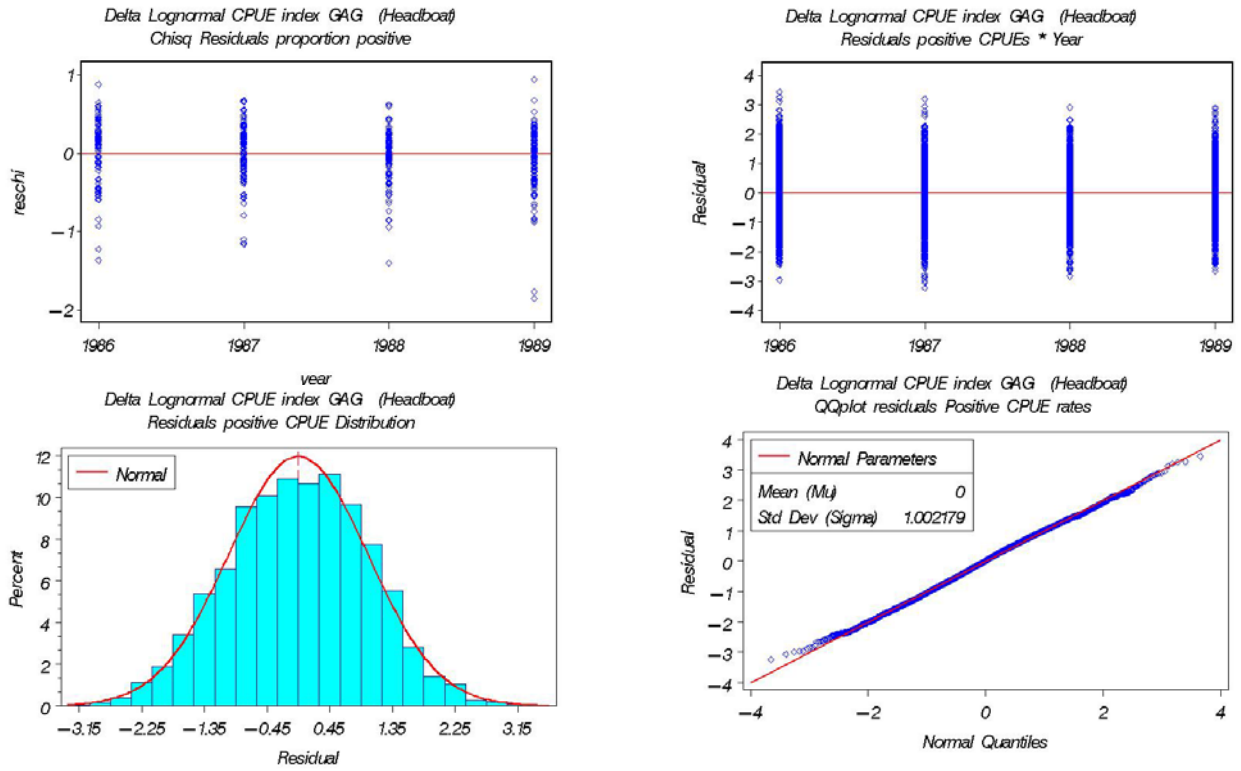 Delta Lognormal CPUE index GAG (Headboat)
Chisq Residuals proportion positive
1
0
−1
−2
reschi
1986 1987 1988 1989
year
Delta Lognormal CPUE index GAG (Headboat)
Residuals positive CPUEs * Year
4
3
2
1
0
−1
−2
−3
−4
Residual
1986 1987 1988 1989
Delta Lognormal CPUE index GAG (Headboat)
Residuals positive CPUE Distribution
Normal
12
10
8
6
4
2
0
Percent
−3.15 −2.25 −1.35 −0.45 0.45 1.35 2.25 3.15
Residual
Delta Lognormal CPUE index GAG (Headboat)
QQplot residuals Positive CPUE rates
Normal Parameters
Mean (Mu) 0
Std Dev (Sigma) 1.002179
4
3
2
1
0
−1
−2
−3
−4
Residual
−4 −2 0 2 4
Normal Quantiles